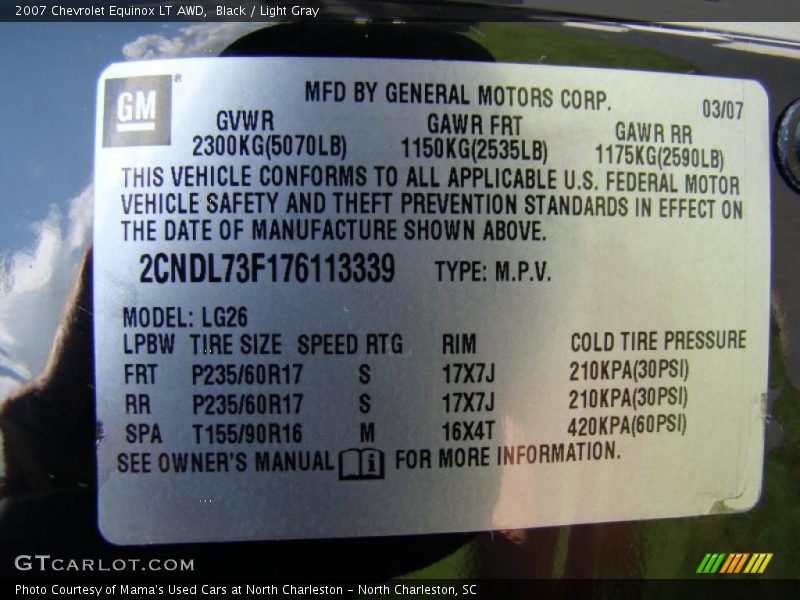 2007 Chevrolet Equinox LT AWD, Black / Light Gray
GM ®
MFD BY GENERAL MOTORS CORP.
03/07
GVWR GAWR FRT GAWR RR
2300KG(5070LB) 1150KG(2535LB) 1175KG(2590LB)
THIS VEHICLE CONFORMS TO ALL APPLICABLE U.S. FEDERAL MOTOR
VEHICLE SAFETY AND THEFT PREVENTION STANDARDS IN EFFECT ON
THE DATE OF MANUFACTURE SHOWN ABOVE.
2CNDL73F176113339 TYPE: M.P.V.
MODEL: LG26
LPBW TIRE SIZE SPEED RTG RIM COLD TIRE PRESSURE
FRT P235/60R17 S 17X7J 210KPA(30PSI)
RR P235/60R17 S 17X7J 210KPA(30PSI)
SPA T155/90R16 M 16X4T 420KPA(60PSI)
SEE OWNER'S MANUAL i FOR MORE INFORMATION.
GTCARLOT.COM
Photo Courtesy of Mama's Used Cars at North Charleston - North Charleston, SC